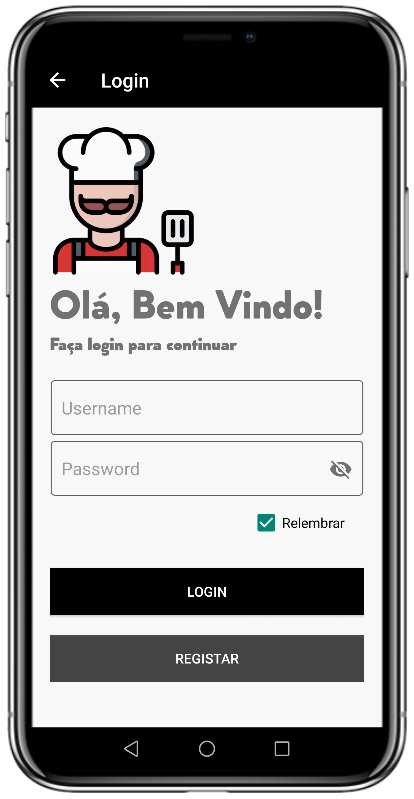 Login
Olá, Bem Vindo!
Faça login para continuar
Username
Password
Relembrar
LOGIN
REGISTAR